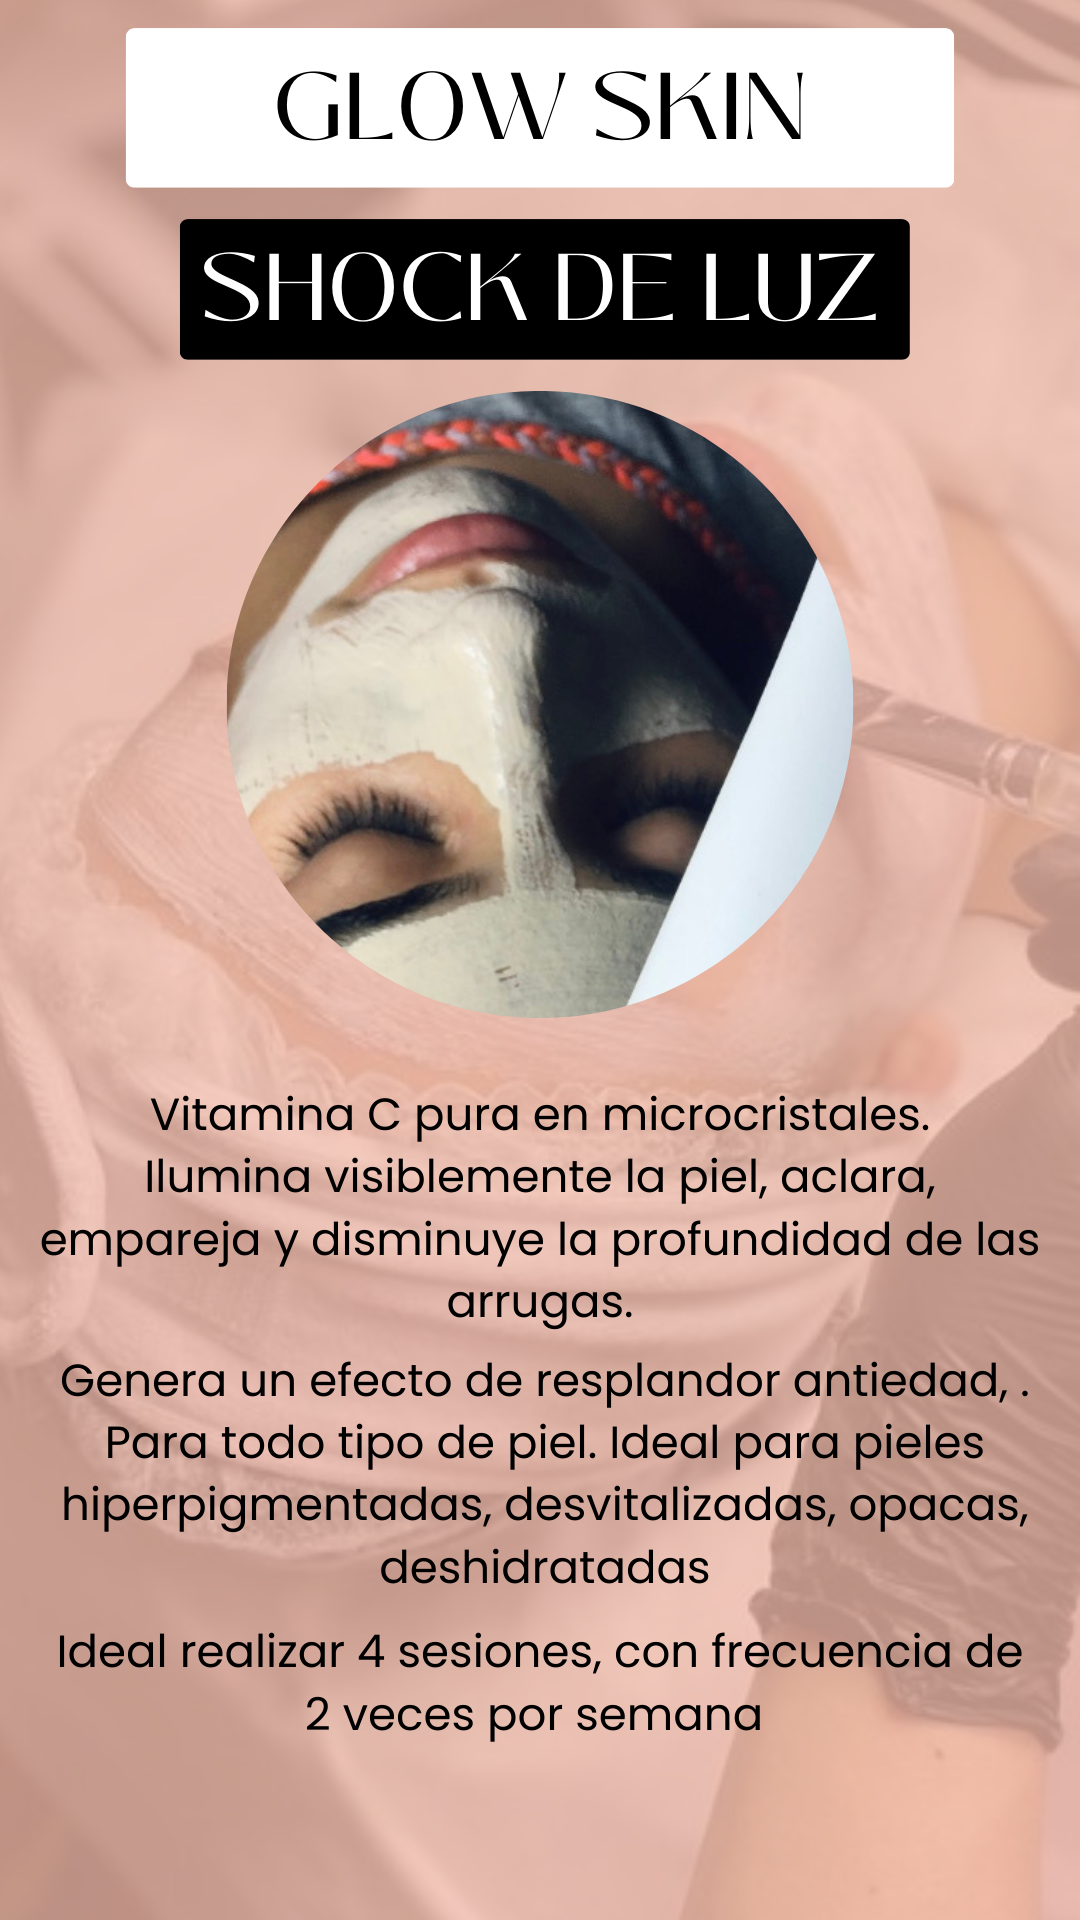 GLOW SKIN
SHOCK DE LUZ
Vitamina C pura en microcristales.
Ilumina visiblemente la piel, aclara,
empareja y disminuye la profundidad de las
arrugas.
Genera un efecto de resplandor antiedad, .
Para todo tipo de piel. Ideal para pieles
hiperpigmentadas, desvitalizadas, opacas,
deshidratadas
Ideal realizar 4 sesiones, con frecuencia de
2 veces por semana